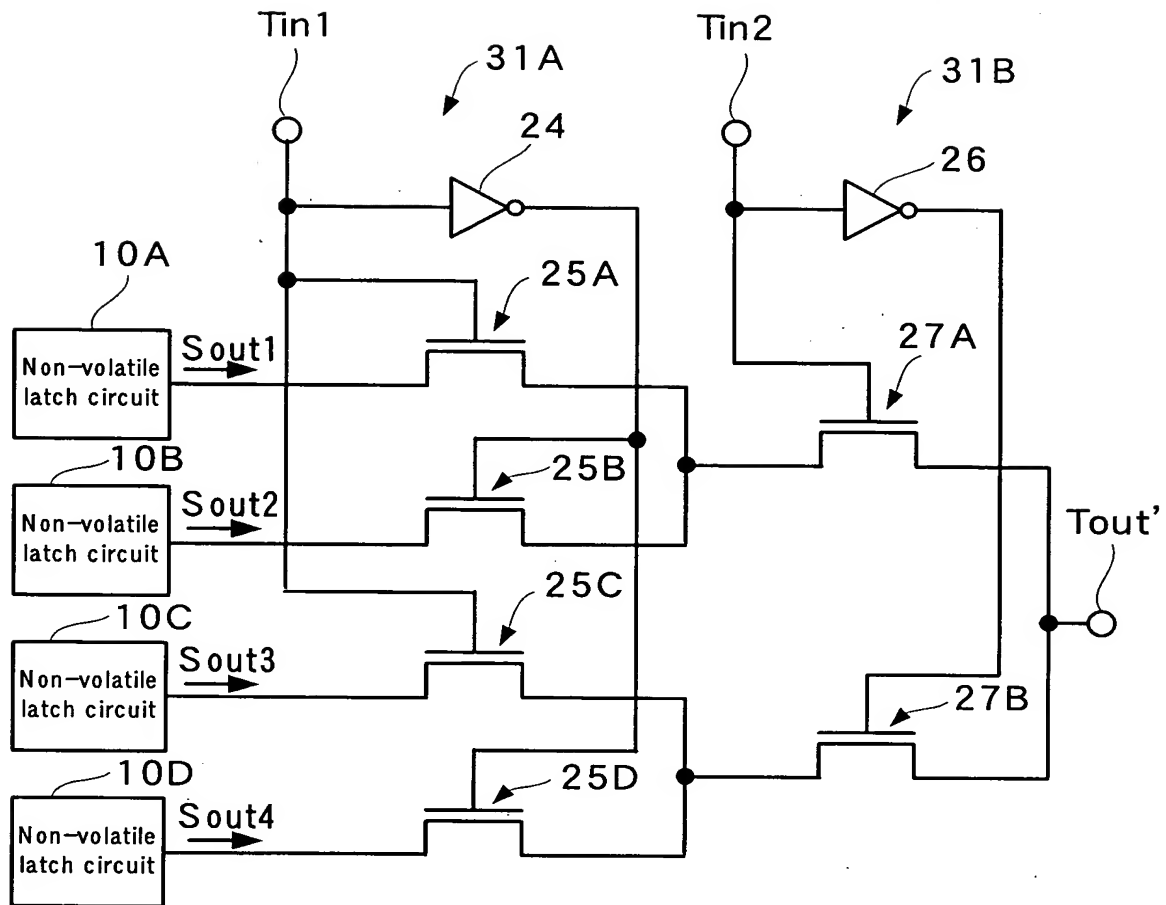 Tin1
Tin2
31A
31B
24
26
10A
25A
Non-volatile
latch circuit
Sout1
27A
10B
25B
Non-volatile
latch circuit
Sout2
Tout'
10C
25C
Non-volatile
latch circuit
Sout3
27B
10D
25D
Non-volatile
latch circuit
Sout4